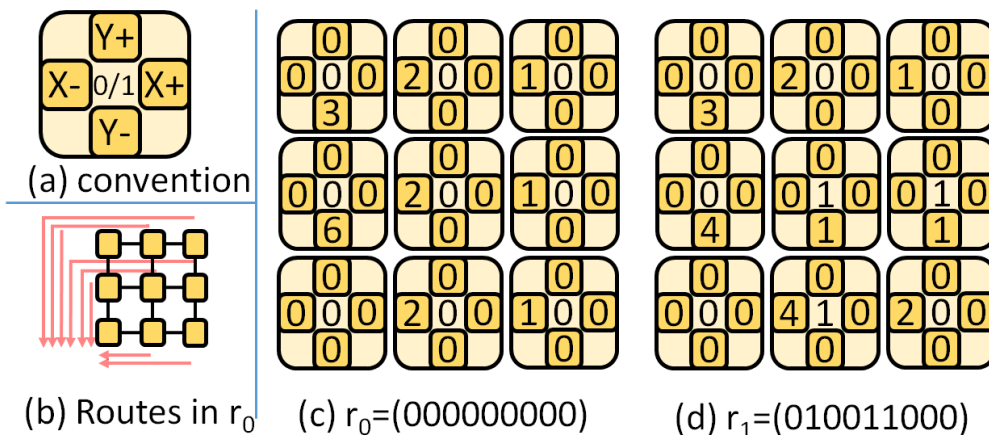 Y+
X- 0/1 X+
Y-
(a) convention
(b) Routes in r₀
0 0 0
0 0 0 2 0 0 1 0 0
3 0 0
0 0 0
0 0 0 2 0 0 1 0 0
6 0 0
0 0 0
0 0 0 2 0 0 1 0 0
0 0 0
(c) r₀=(000000000)
0 0 0
0 0 0 2 0 0 1 0 0
3 0 0
0 0 0
0 0 0 0 1 0 0 1 0
4 1 1
0 0 0
0 0 0 4 1 0 2 0 0
0 0 0
(d) r₁=(010011000)